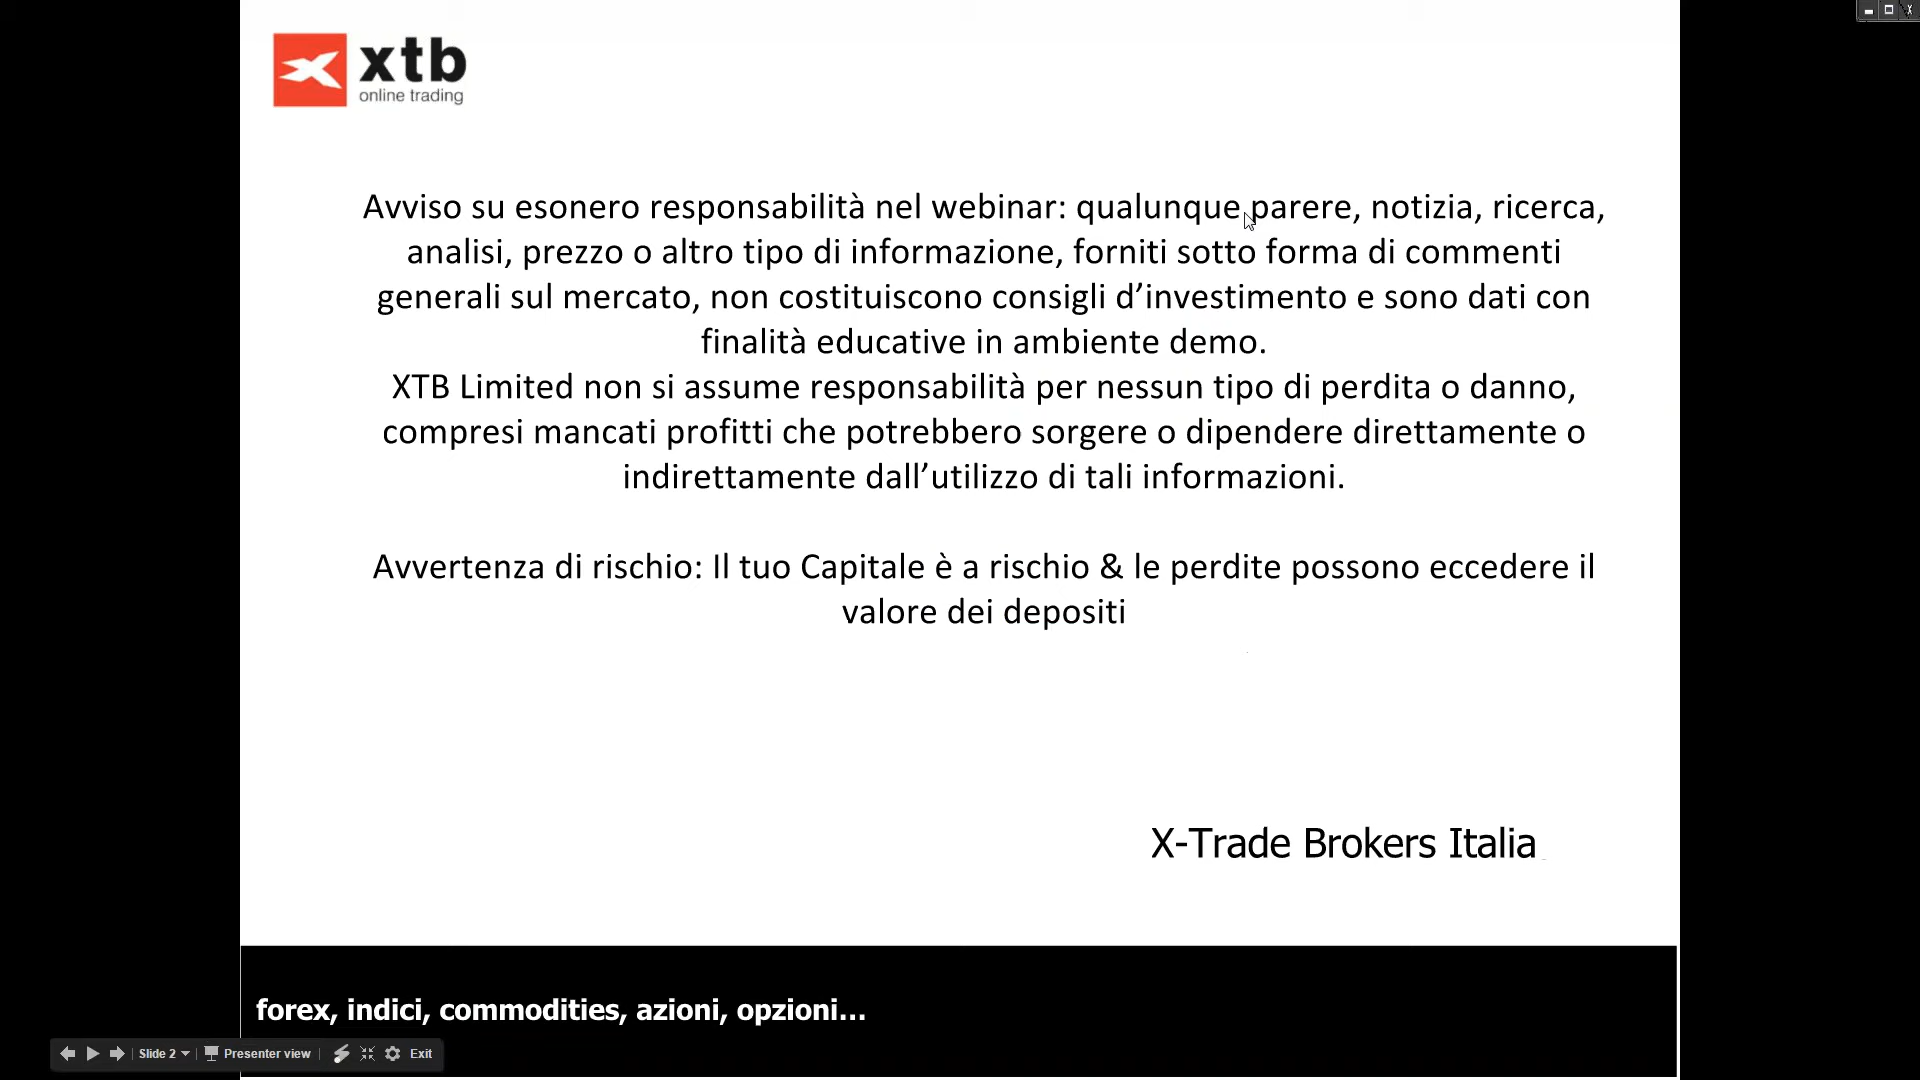 xtb
online trading
Avviso su esonero responsabilità nel webinar: qualunque parere, notizia, ricerca,
analisi, prezzo o altro tipo di informazione, forniti sotto forma di commenti
generali sul mercato, non costituiscono consigli d’investimento e sono dati con
finalità educative in ambiente demo.
XTB Limited non si assume responsabilità per nessun tipo di perdita o danno,
compresi mancati profitti che potrebbero sorgere o dipendere direttamente o
indirettamente dall’utilizzo di tali informazioni.
Avvertenza di rischio: Il tuo Capitale è a rischio & le perdite possono eccedere il
valore dei depositi
X-Trade Brokers Italia
forex, indici, commodities, azioni, opzioni...
Slide 2 Presenter view Exit